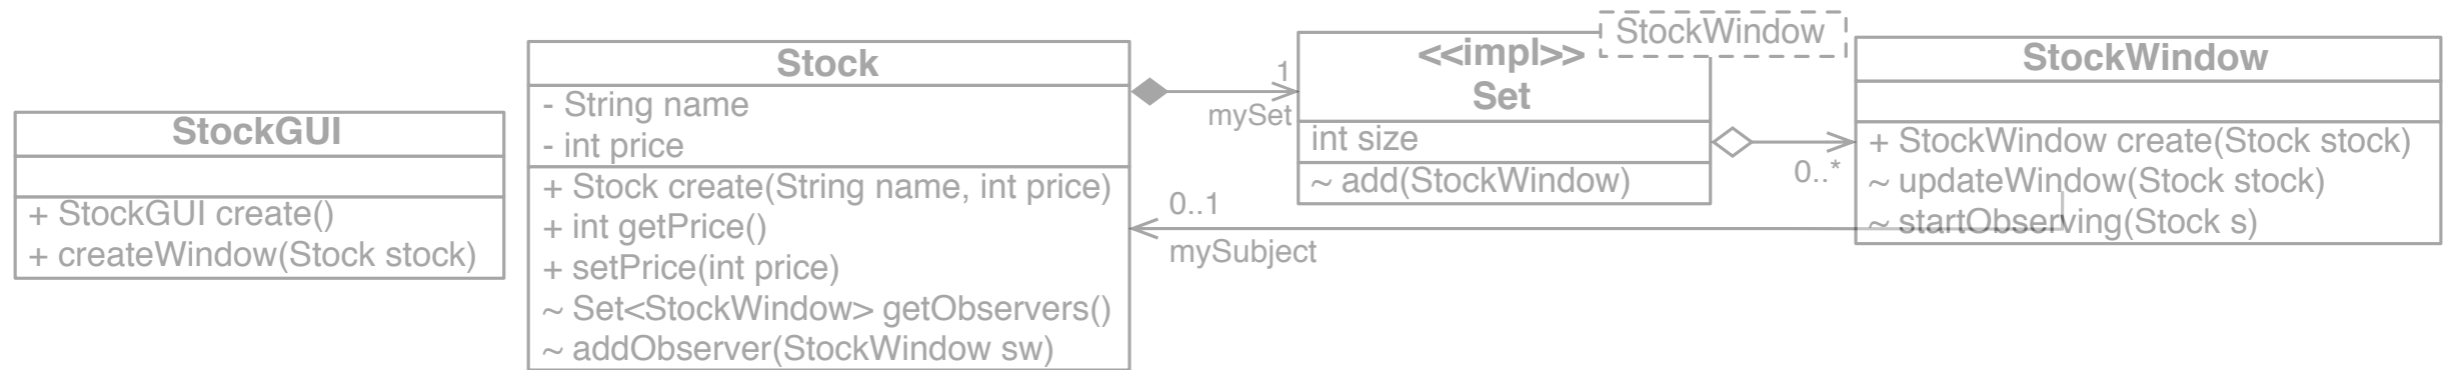 StockGUI
+ StockGUI create()
+ createWindow(Stock stock)
Stock
- String name
- int price
+ Stock create(String name, int price)
+ int getPrice()
+ setPrice(int price)
~ Set<StockWindow> getObservers()
~ addObserver(StockWindow sw)
1
mySet
0..1
mySubject
StockWindow
<<impl>>
Set
int size
~ add(StockWindow)
0..*
StockWindow
+ StockWindow create(Stock stock)
~ updateWindow(Stock stock)
~ startObserving(Stock s)